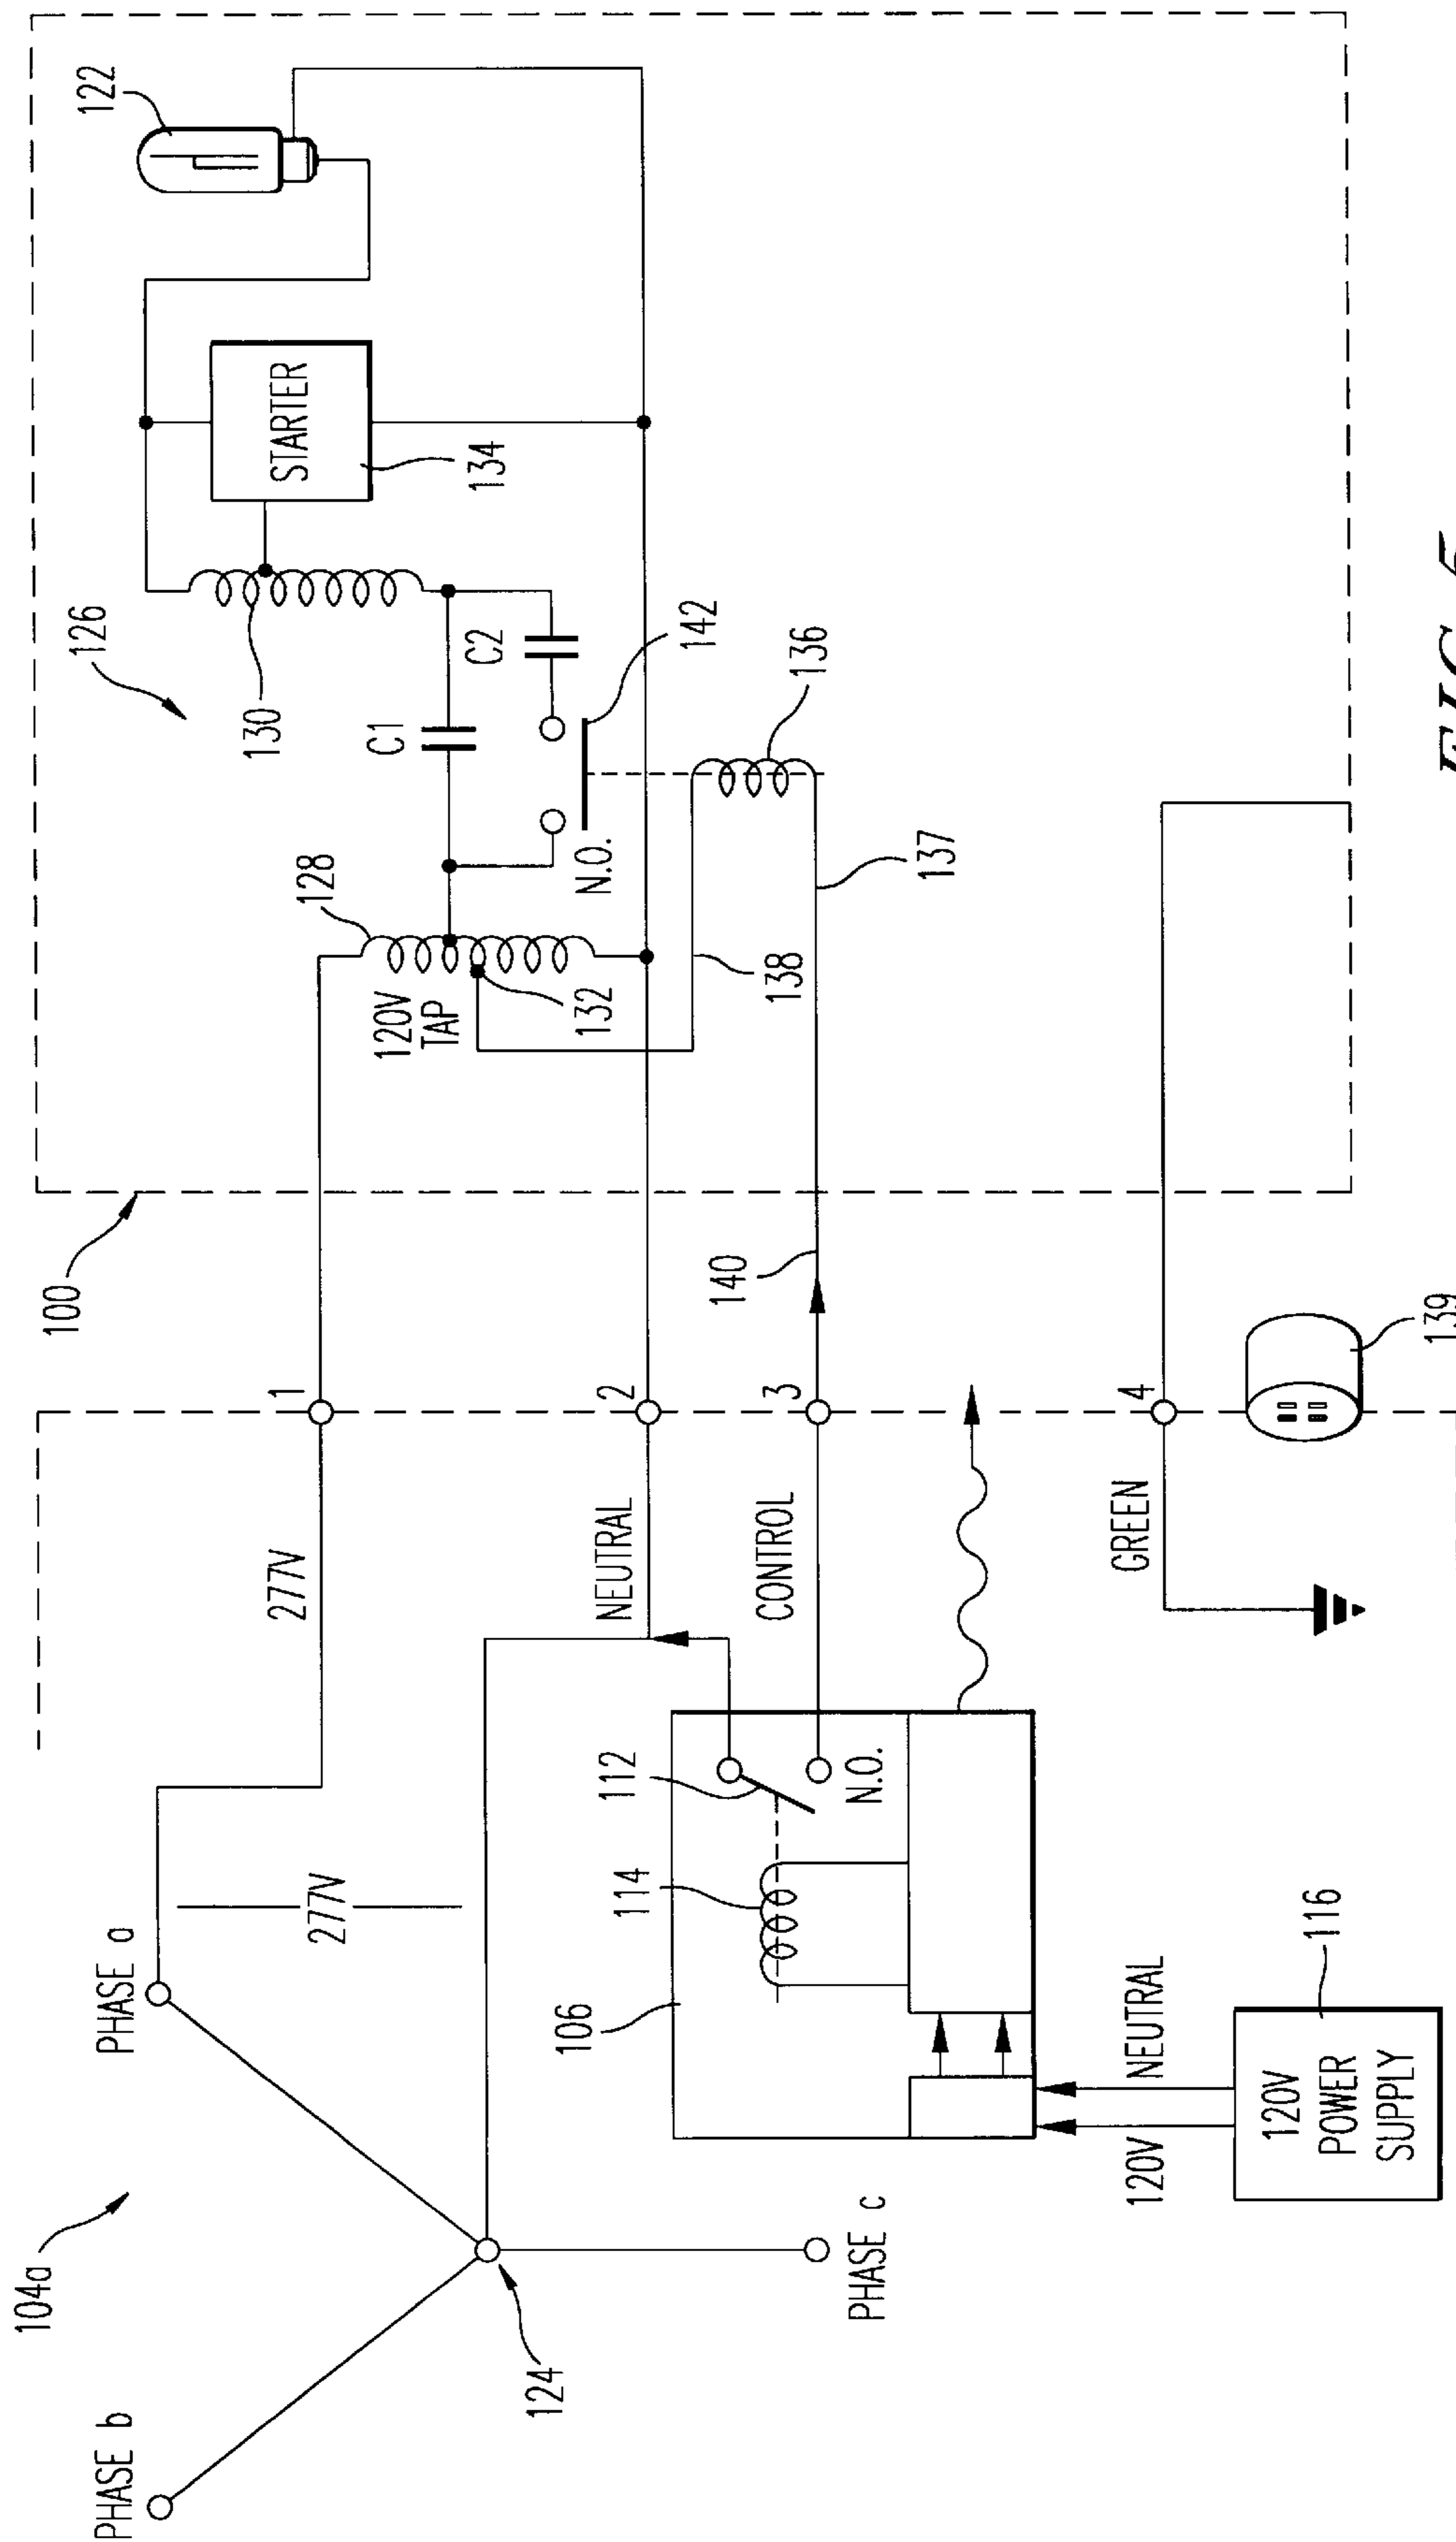 PHASE b
PHASE a
PHASE c
104a
124
277V
277V
NEUTRAL
CONTROL
GREEN
106
114
112
N.O.
120V
NEUTRAL
120V
POWER
SUPPLY
116
1
2
3
4
139
100
140
120V
TAP
128
132
138
137
136
N.O.
142
C1
C2
126
130
STARTER
134
122